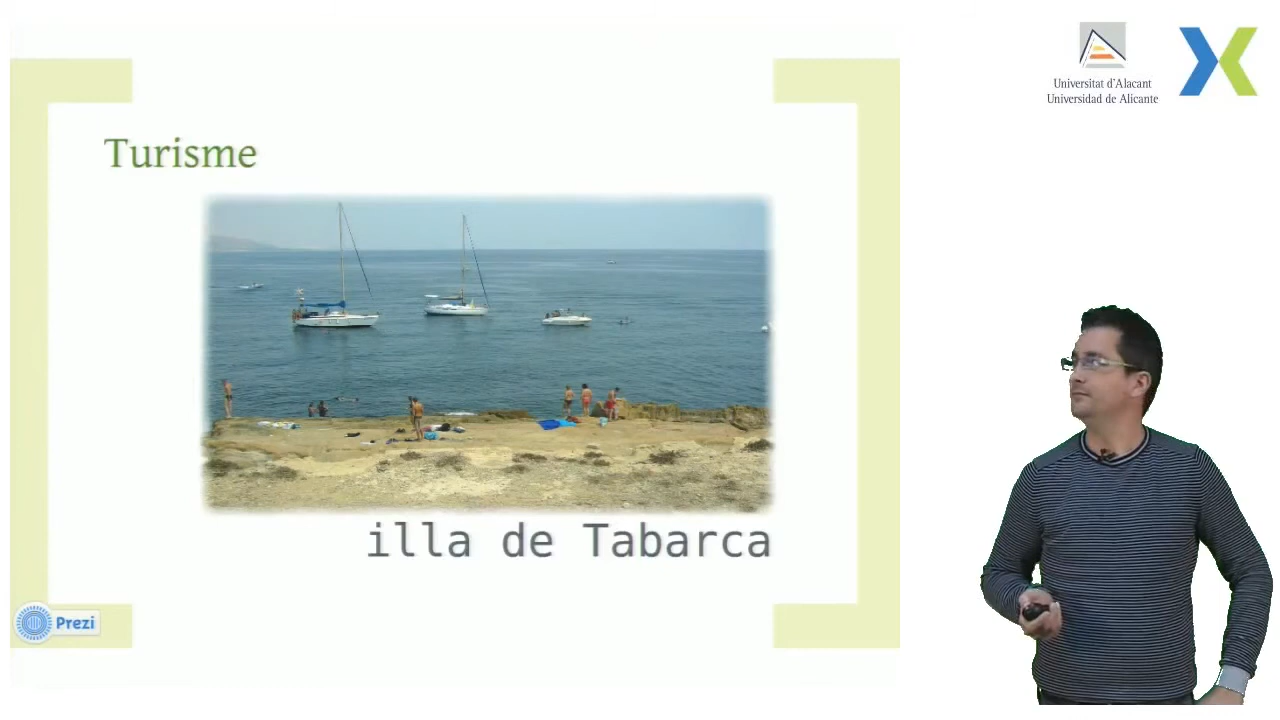 Turisme
illa de Tabarca
Prezi
Universitat d'Alacant
Universidad de Alicante